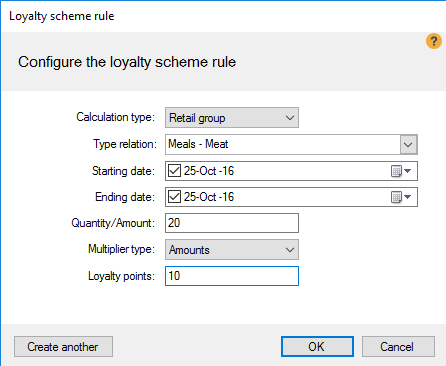 Loyalty scheme rule
?
Configure the loyalty scheme rule
Calculation type: Retail group
Type relation: Meals - Meat
Starting date: 25-Oct -16
Ending date: 25-Oct -16
Quantity/Amount: 20
Multiplier type: Amounts
Loyalty points: 10
Create another OK Cancel